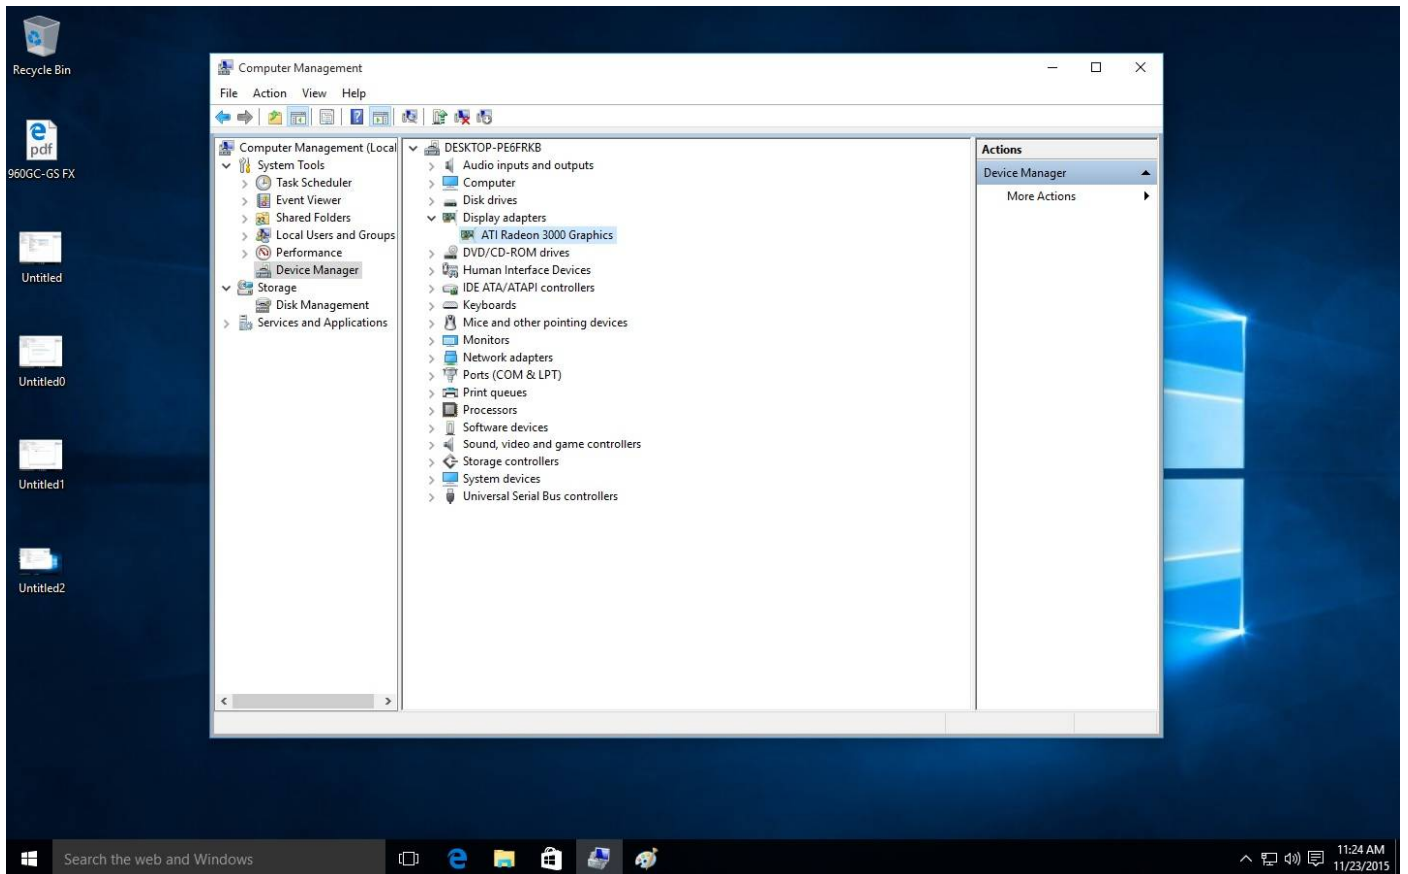 Recycle Bin
pdf
960GC-GS FX
Untitled
Untitled0
Untitled1
Untitled2
Computer Management
File Action View Help
Computer Management (Local
System Tools
Task Scheduler
Event Viewer
Shared Folders
Local Users and Groups
Performance
Device Manager
Storage
Disk Management
Services and Applications
DESKTOP-PE6FRKB
Audio inputs and outputs
Computer
Disk drives
Display adapters
ATI Radeon 3000 Graphics
DVD/CD-ROM drives
Human Interface Devices
IDE ATA/ATAPI controllers
Keyboards
Mice and other pointing devices
Monitors
Network adapters
Ports (COM & LPT)
Print queues
Processors
Software devices
Sound, video and game controllers
Storage controllers
System devices
Universal Serial Bus controllers
Actions
Device Manager
More Actions
Search the web and Windows
11:24 AM
11/23/2015